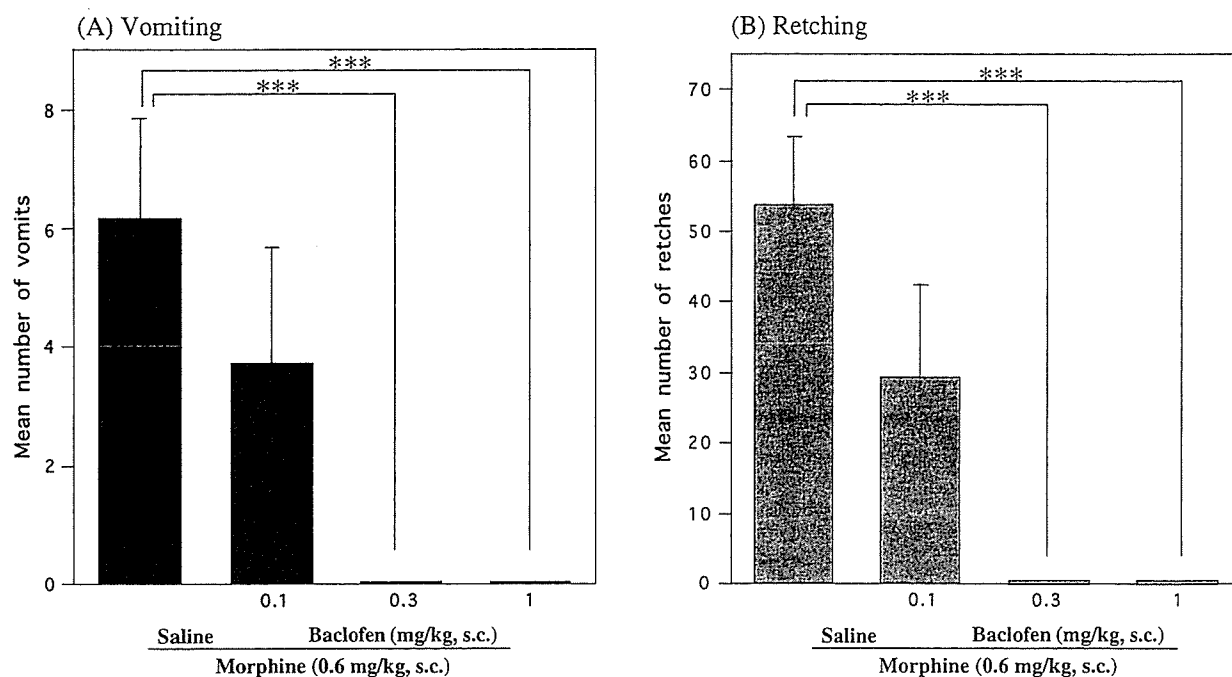 (A) Vomiting
***
***
8
6
4
2
0
Mean number of vomits
0.1 0.3 1
Saline Baclofen (mg/kg, s.c.)
Morphine (0.6 mg/kg, s.c.)
(B) Retching
***
***
70
60
50
40
30
20
10
0
Mean number of retches
0.1 0.3 1
Saline Baclofen (mg/kg, s.c.)
Morphine (0.6 mg/kg, s.c.)